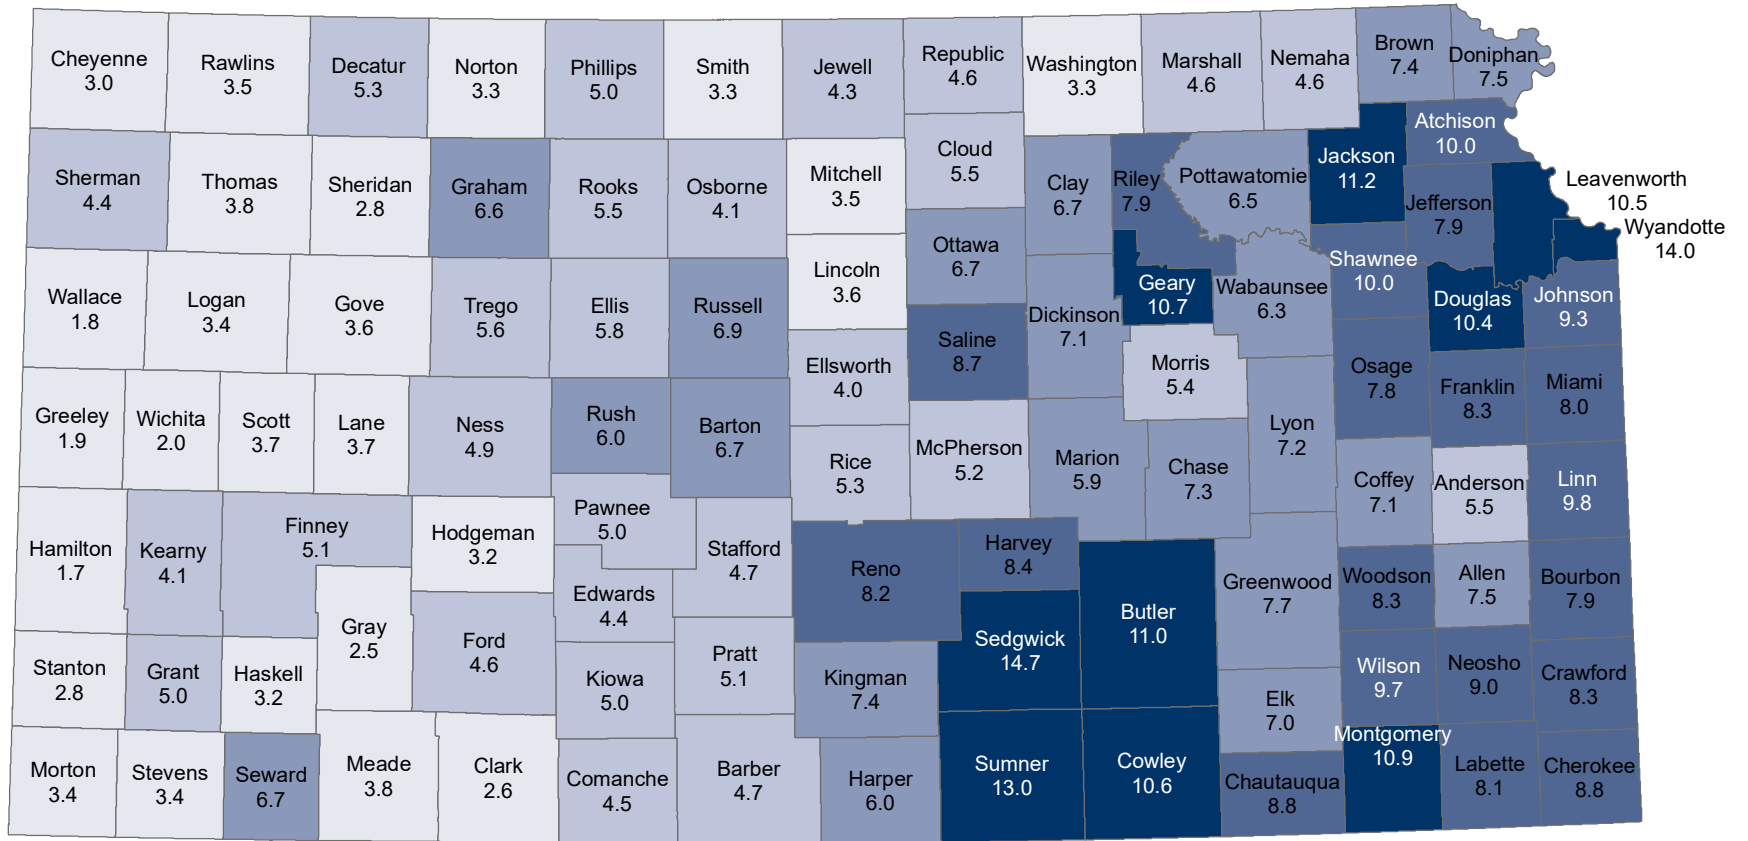 Cheyenne
3.0
Rawlins
3.5
Decatur
5.3
Norton
3.3
Phillips
5.0
Smith
3.3
Jewell
4.3
Republic
4.6
Washington
3.3
Marshall
4.6
Nemaha
4.6
Brown
7.4
Doniphan
7.5
Sherman
4.4
Thomas
3.8
Sheridan
2.8
Graham
6.6
Rooks
5.5
Osborne
4.1
Mitchell
3.5
Cloud
5.5
Clay
6.7
Riley
7.9
Pottawatomie
6.5
Jackson
11.2
Atchison
10.0
Jefferson
7.9
Leavenworth
10.5
Wyandotte
14.0
Wallace
1.8
Logan
3.4
Gove
3.6
Trego
5.6
Ellis
5.8
Russell
6.9
Lincoln
3.6
Ottawa
6.7
Saline
8.7
Dickinson
7.1
Geary
10.7
Wabaunsee
6.3
Shawnee
10.0
Douglas
10.4
Johnson
9.3
Ellsworth
4.0
Morris
5.4
Osage
7.8
Franklin
8.3
Miami
8.0
Greeley
1.9
Wichita
2.0
Scott
3.7
Lane
3.7
Ness
4.9
Rush
6.0
Barton
6.7
Rice
5.3
McPherson
5.2
Marion
5.9
Chase
7.3
Lyon
7.2
Coffey
7.1
Anderson
5.5
Linn
9.8
Hamilton
1.7
Kearny
4.1
Finney
5.1
Hodgeman
3.2
Pawnee
5.0
Stafford
4.7
Edwards
4.4
Reno
8.2
Harvey
8.4
Butler
11.0
Greenwood
7.7
Woodson
8.3
Allen
7.5
Bourbon
7.9
Gray
2.5
Ford
4.6
Sedgwick
14.7
Stanton
2.8
Grant
5.0
Haskell
3.2
Kiowa
5.0
Pratt
5.1
Kingman
7.4
Elk
7.0
Wilson
9.7
Neosho
9.0
Crawford
8.3
Morton
3.4
Stevens
3.4
Seward
6.7
Meade
3.8
Clark
2.6
Comanche
4.5
Barber
4.7
Harper
6.0
Sumner
13.0
Cowley
10.6
Chautauqua
8.8
Montgomery
10.9
Labette
8.1
Cherokee
8.8